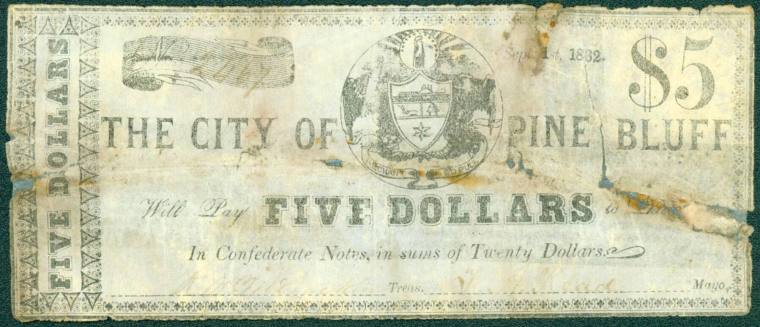 FIVE DOLLARS
Sept. 1st, 1862.
$5
THE CITY OF PINE BLUFF
Will Pay FIVE DOLLARS to
In Confederate Notes, in sums of Twenty Dollars.
Treas. Mayo